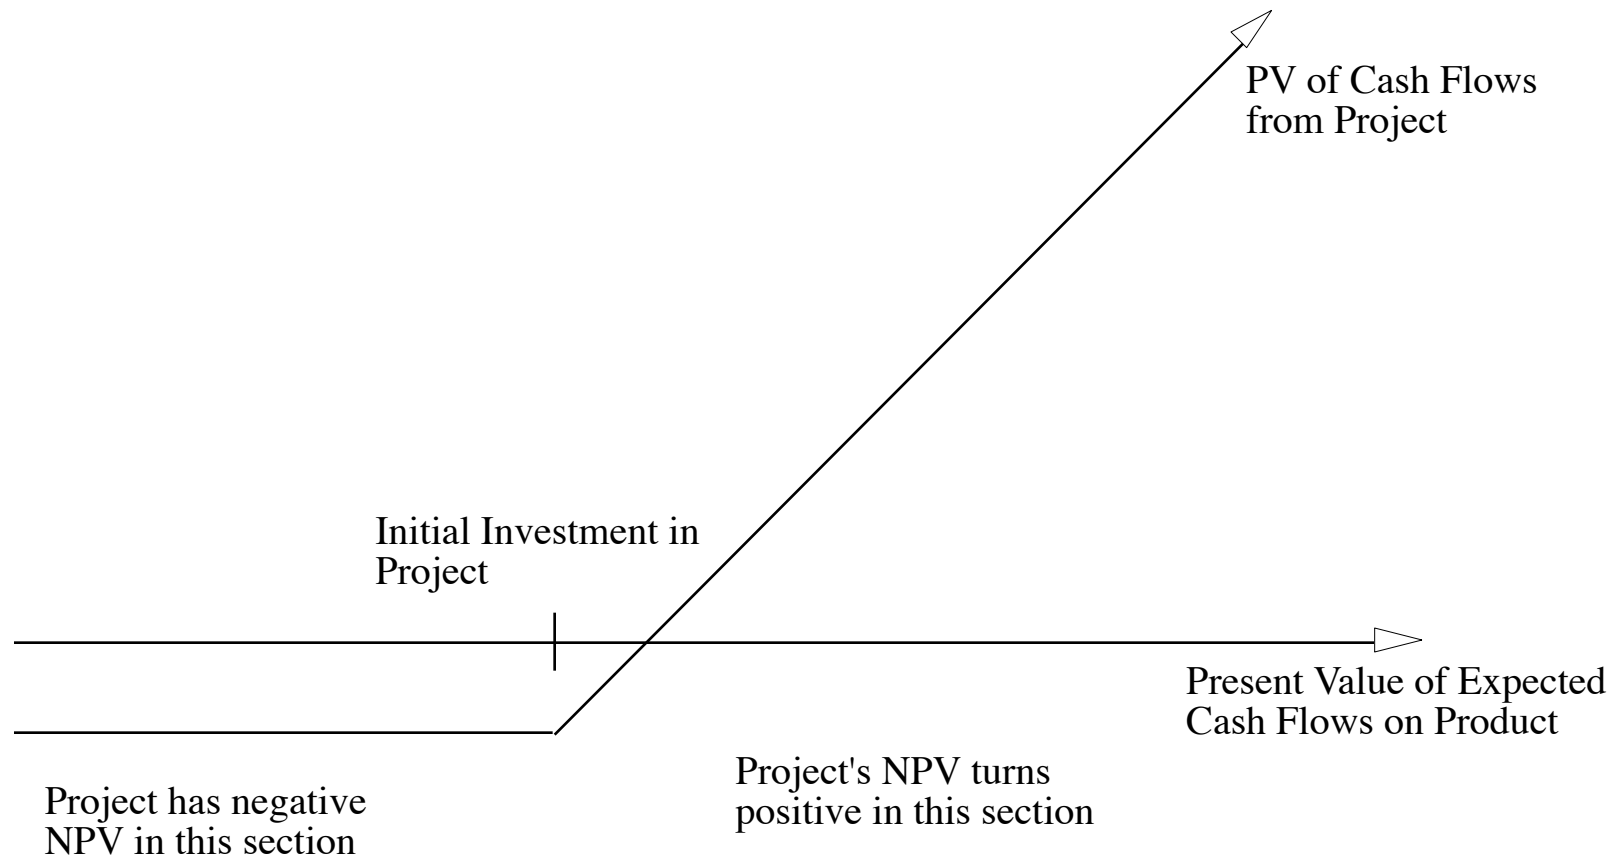 PV of Cash Flows
from Project
Initial Investment in
Project
Present Value of Expected
Cash Flows on Product
Project's NPV turns
positive in this section
Project has negative
NPV in this section